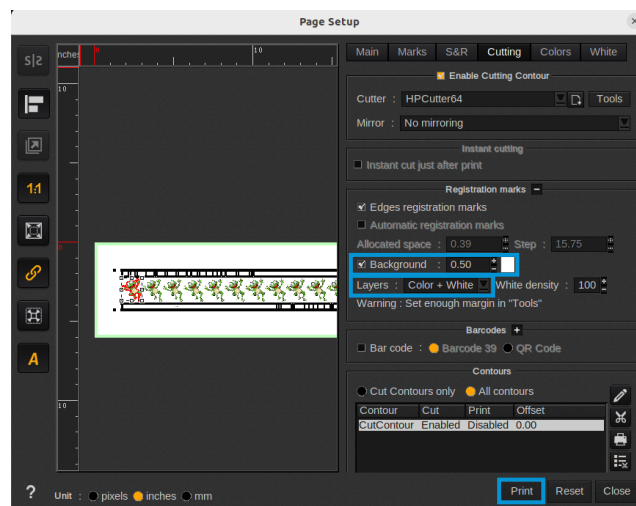 Page Setup
S|S
inches 0 10
10
1:1
0
A
10
Main Marks S&R Cutting Colors White
Enable Cutting Contour
Cutter : HPCutter64 Tools
Mirror : No mirroring
Instant cutting
Instant cut just after print
Registration marks
Edges registration marks
Automatic registration marks
Allocated space : 0.39 Step : 15.75
Background : 0.50
Layers : Color + White White density : 100
Warning : Set enough margin in "Tools"
Barcodes
Bar code : Barcode 39 QR Code
Contours
Cut Contours only All contours
Contour Cut Print Offset
CutContour Enabled Disabled 0.00
? Unit : pixels inches mm Print Reset Close